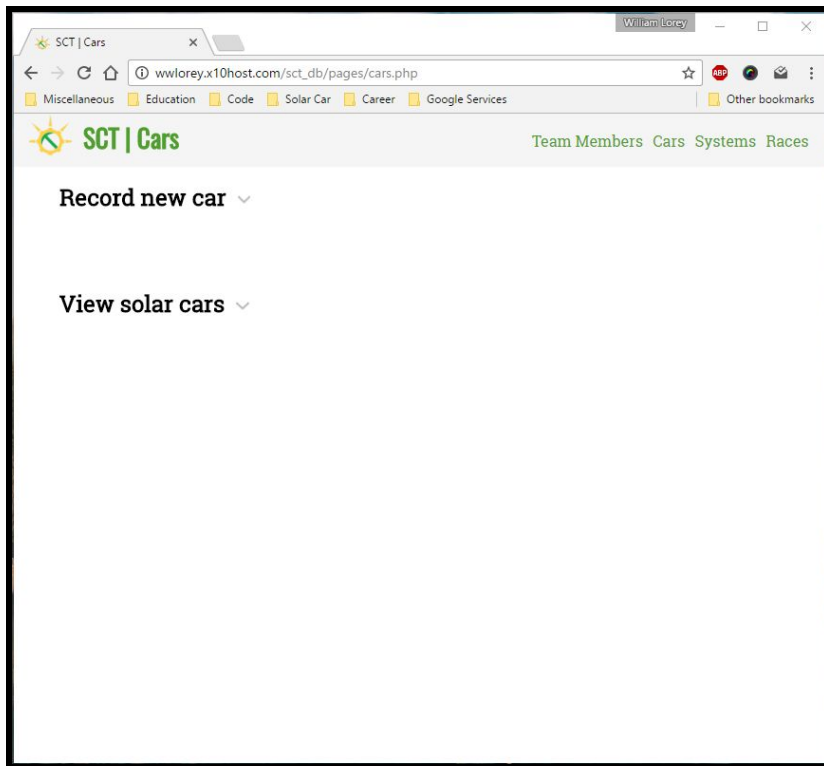 William Lorey
SCT | Cars
wwlorey.x10host.com/sct_db/pages/cars.php
ABP
Miscellaneous Education Code Solar Car Career Google Services Other bookmarks
SCT | Cars Team Members Cars Systems Races
Record new car
View solar cars